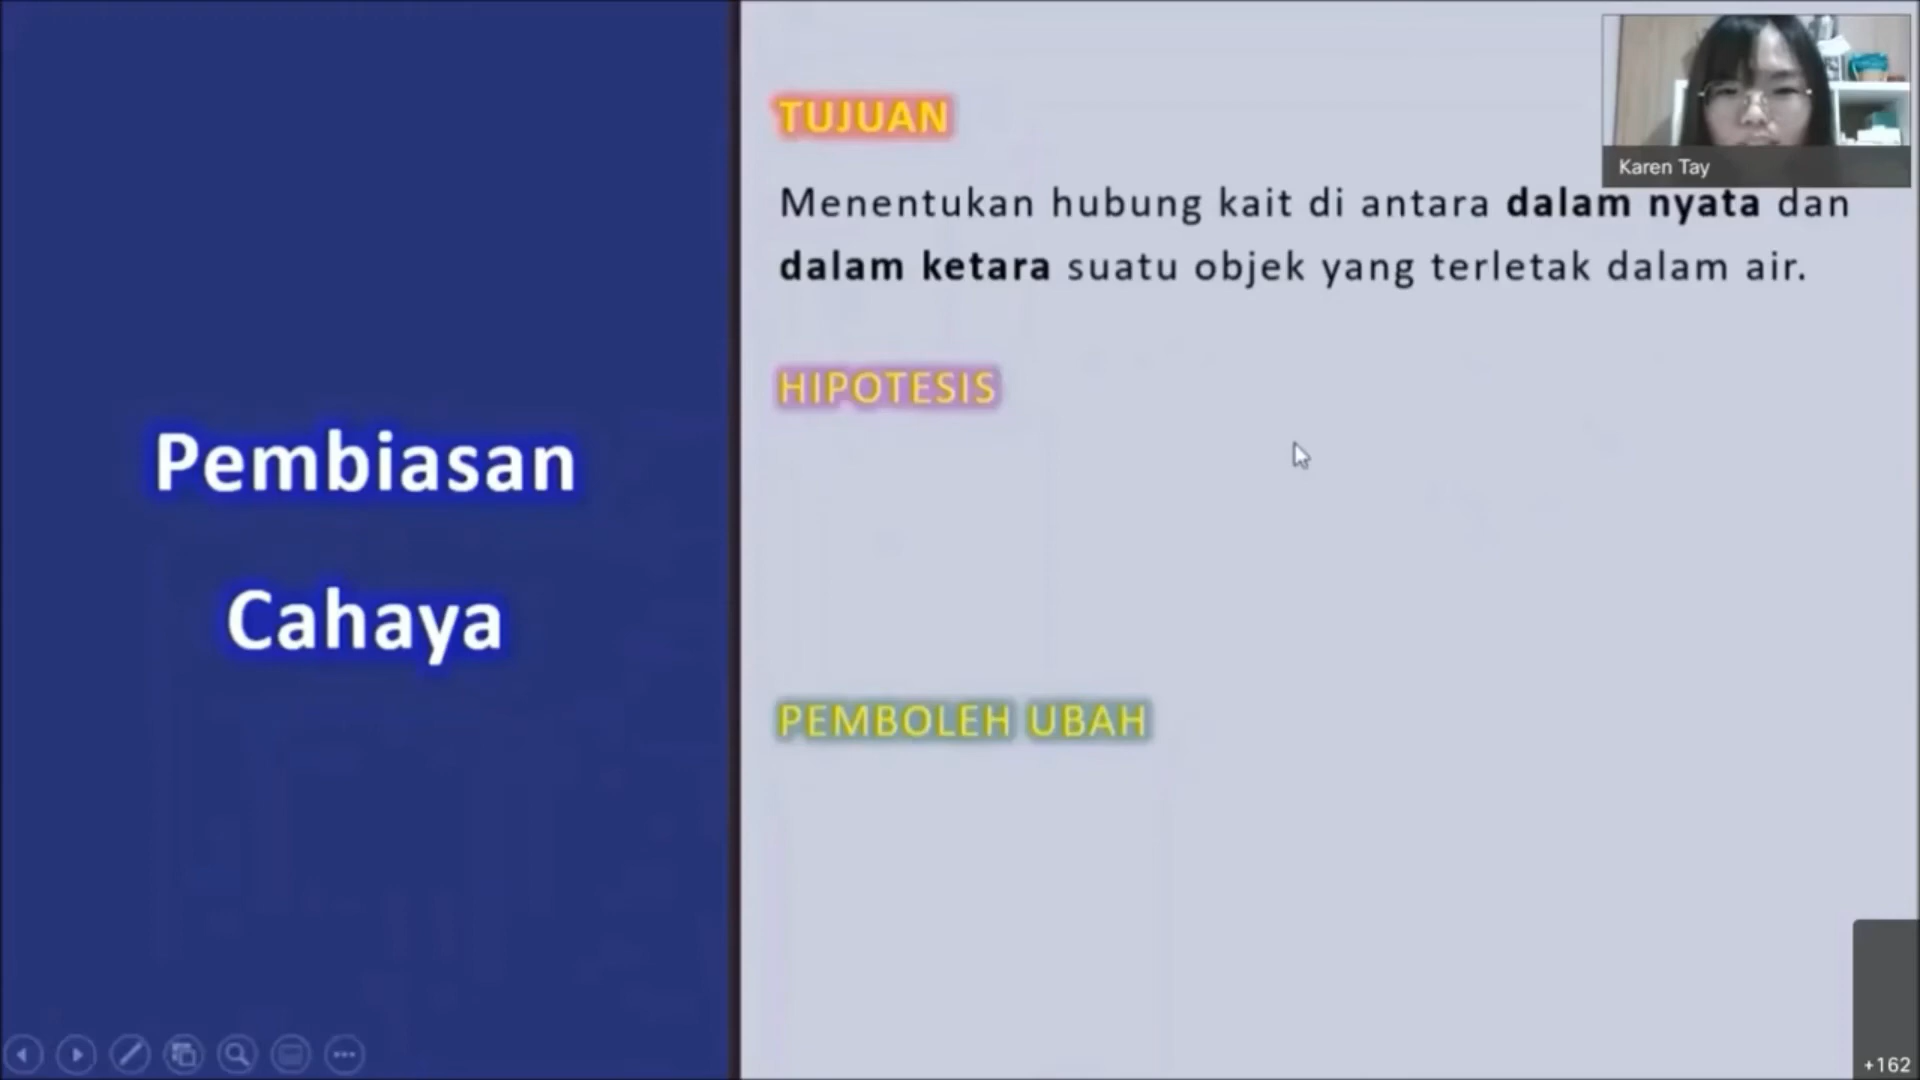 Pembiasan
Cahaya
TUJUAN
Menentukan hubung kait di antara dalam nyata dan
dalam ketara suatu objek yang terletak dalam air.
HIPOTESIS
PEMBOLEH UBAH
Karen Tay
+162